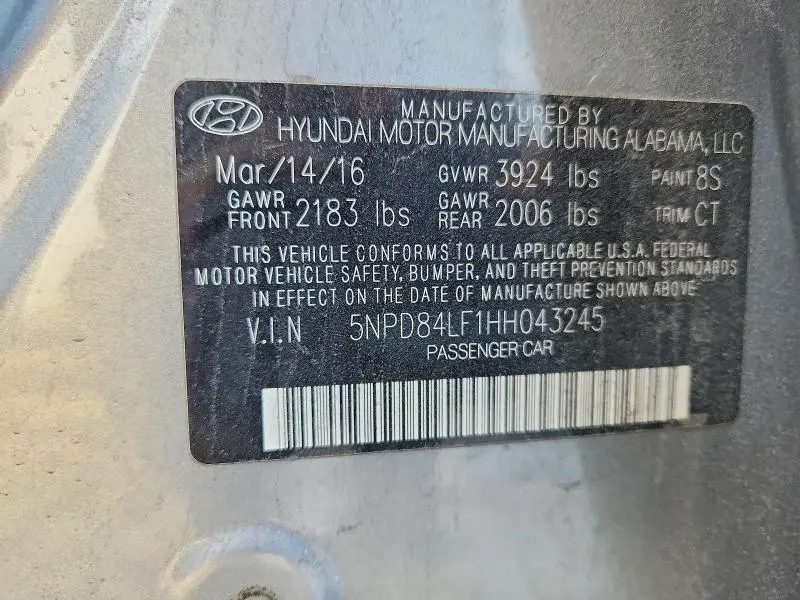 MANUFACTURED BY
HYUNDAI MOTOR MANUFACTURING ALABAMA, LLC
Mar/14/16 GVWR 3924 lbs PAINT 8S
GAWR FRONT 2183 lbs GAWR REAR 2006 lbs TRIM CT
THIS VEHICLE CONFORMS TO ALL APPLICABLE U.S.A. FEDERAL
MOTOR VEHICLE SAFETY, BUMPER, AND THEFT PREVENTION STANDARDS
IN EFFECT ON THE DATE OF MANUFACTURE SHOWN ABOVE
V.I.N 5NPD84LF1HH043245
PASSENGER CAR